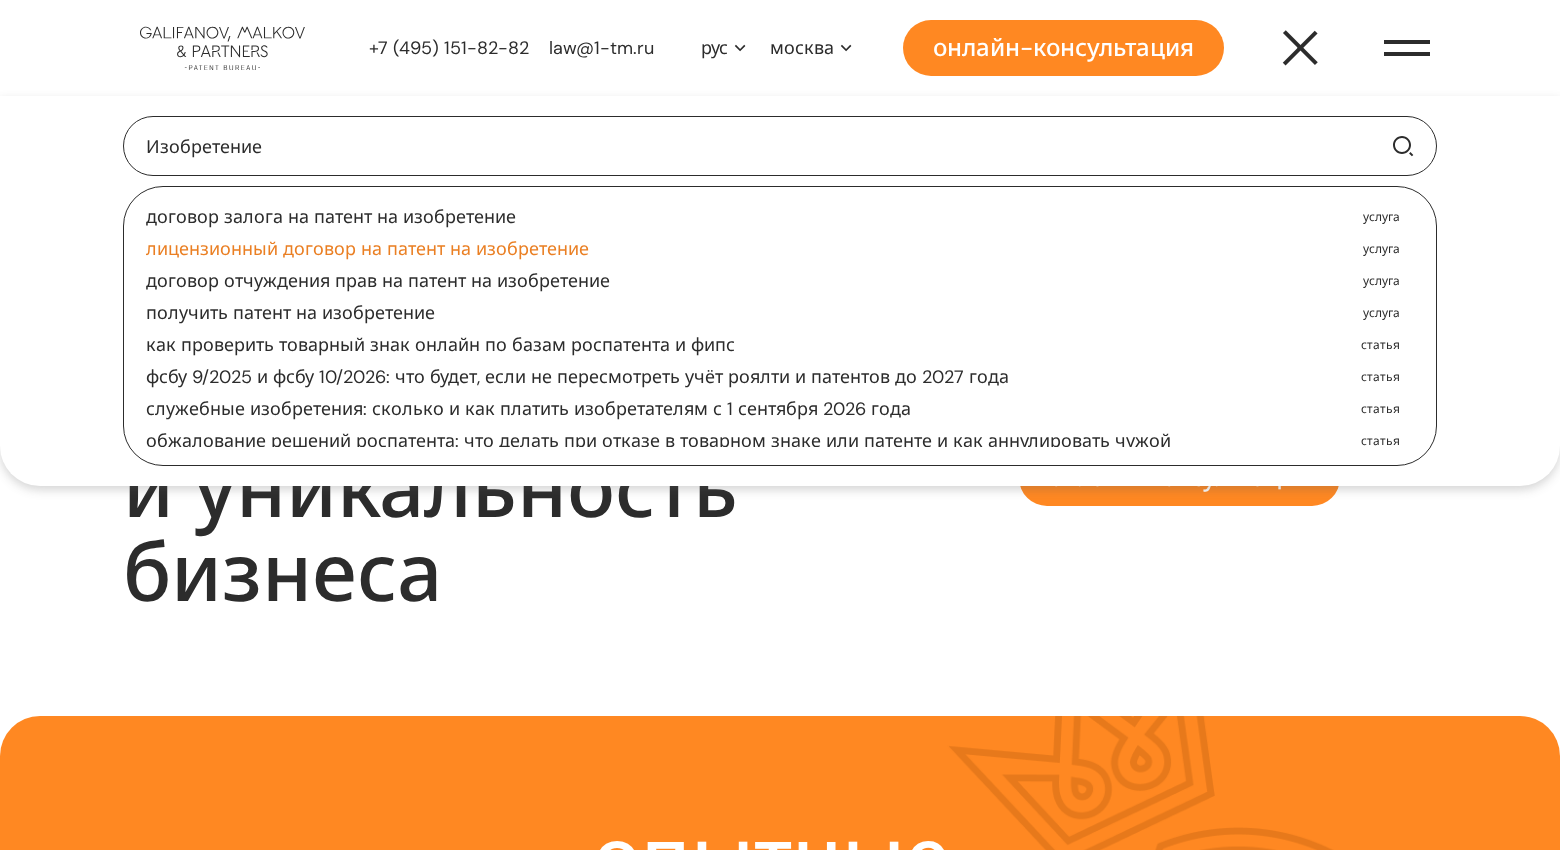 GALIFANOV, MALKOV
& PARTNERS
-PATENT BUREAU-
+7 (495) 151-82-82 law@1-tm.ru рус москва онлайн-консультация
Изобретение
договор залога на патент на изобретение услуга
лицензионный договор на патент на изобретение услуга
договор отчуждения прав на патент на изобретение услуга
получить патент на изобретение услуга
как проверить товарный знак онлайн по базам роспатента и фипс статья
фсбу 9/2025 и фсбу 10/2026: что будет, если не пересмотреть учёт роялти и патентов до 2027 года статья
служебные изобретения: сколько и как платить изобретателям с 1 сентября 2026 года статья
обжалование решений роспатента: что делать при отказе в товарном знаке или патенте и как аннулировать чужой статья
и уникальность
бизнеса
опытные